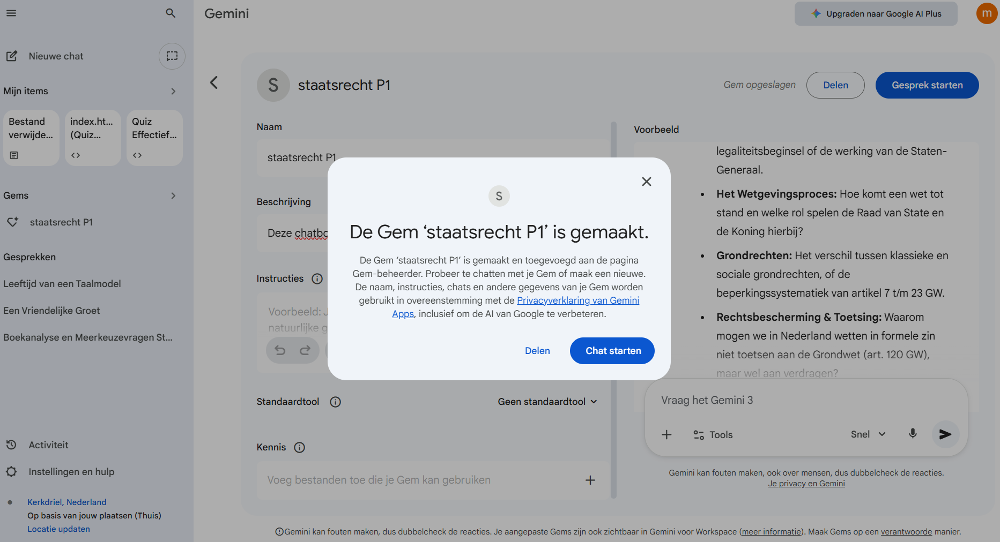 Gemini
Upgraden naar Google AI Plus
m
Nieuwe chat
Mijn items
Bestand
verwijde...
index.ht...
(Quiz...
Quiz
Effectief...
Gems
staatsrecht P1
Gesprekken
Leeftijd van een Taalmodel
Een Vriendelijke Groet
Boekanalyse en Meerkeuzevragen St...
Activiteit
Instellingen en hulp
Kerkdriel, Nederland
Op basis van jouw plaatsen (Thuis)
Locatie updaten
S
staatsrecht P1
Gem opgeslagen
Delen
Gesprek starten
Naam
staatsrecht P1
Beschrijving
Deze
Instructies
Voorbeeld:
natuurlijke
Standaardtool
Geen standaardtool
Kennis
Voeg bestanden toe die je Gem kan gebruiken
S
De Gem ‘staatsrecht P1’ is gemaakt.
De Gem ‘staatsrecht P1’ is gemaakt en toegevoegd aan de pagina
Gem-beheerder. Probeer te chatten met je Gem of maak een nieuwe.
De naam, instructies, chats en andere gegevens van je Gem worden
gebruikt in overeenstemming met de Privacyverklaring van Gemini
Apps, inclusief om de AI van Google te verbeteren.
Delen
Chat starten
Voorbeeld
legaliteitsbeginsel of de werking van de Staten-
Generaal.
• Het Wetgevingsproces: Hoe komt een wet tot
stand en welke rol spelen de Raad van State en
de Koning hierbij?
• Grondrechten: Het verschil tussen klassieke en
sociale grondrechten, of de
beperkingssystematiek van artikel 7 t/m 23 GW.
• Rechtsbescherming & Toetsing: Waarom
mogen we in Nederland wetten in formele zin
niet toetsen aan de Grondwet (art. 120 GW),
maar wel aan verdragen?
Vraag het Gemini 3
Tools
Snel
Gemini kan fouten maken, ook over mensen, dus dubbelcheck de reacties.
Je privacy en Gemini
Gemini kan fouten maken, dus dubbelcheck de reacties. Je aangepaste Gems zijn ook zichtbaar in Gemini voor Workspace (meer informatie). Maak Gems op een verantwoorde manier.